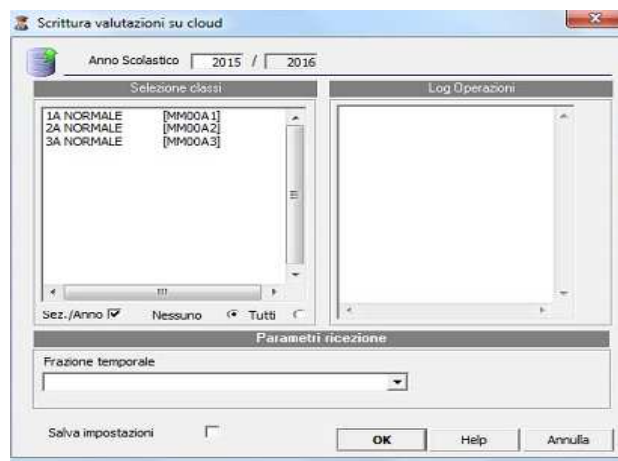 Scrittura valutazioni su cloud
Anno Scolastico 2015 / 2016
Selezione classi
1A NORMALE [MM00A1]
2A NORMALE [MM00A2]
3A NORMALE [MM00A3]
Sez./Anno Nessuno Tutti
Log Operazioni
Parametri ricezione
Frazione temporale
Salva impostazioni
OK Help Annulla